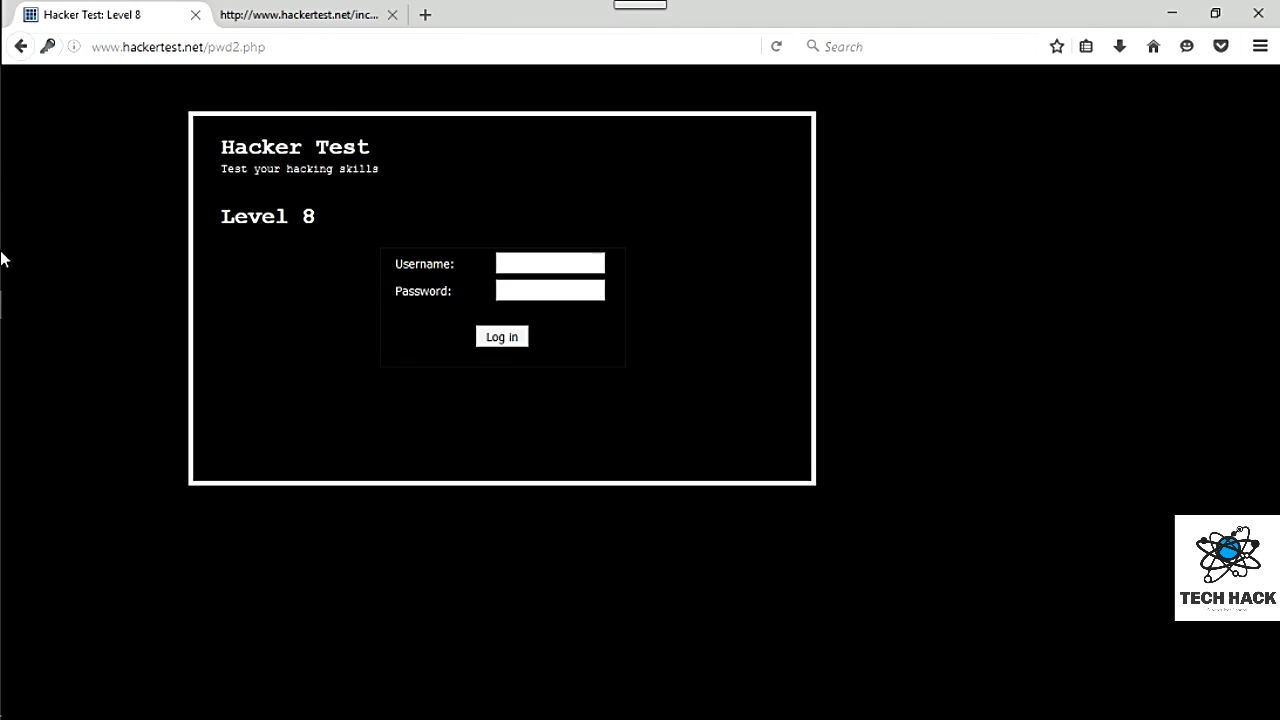 Hacker Test: Level 8
http://www.hackertest.net/inc...
www.hackertest.net/pwd2.php
Search
Hacker Test
Test your hacking skills
Level 8
Username:
Password:
Log in
TECH HACK